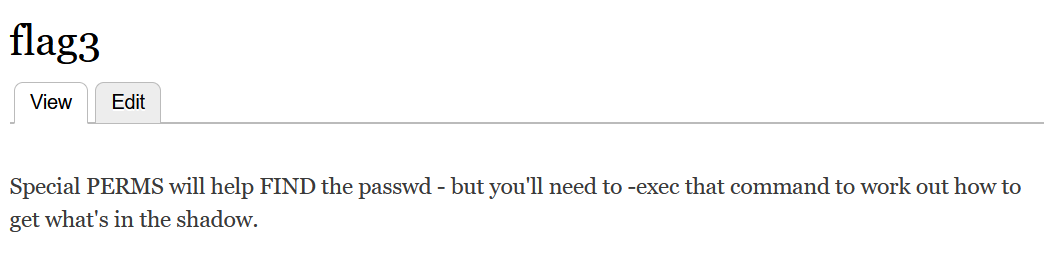 flag3
View Edit
Special PERMS will help FIND the passwd - but you'll need to -exec that command to work out how to
get what's in the shadow.